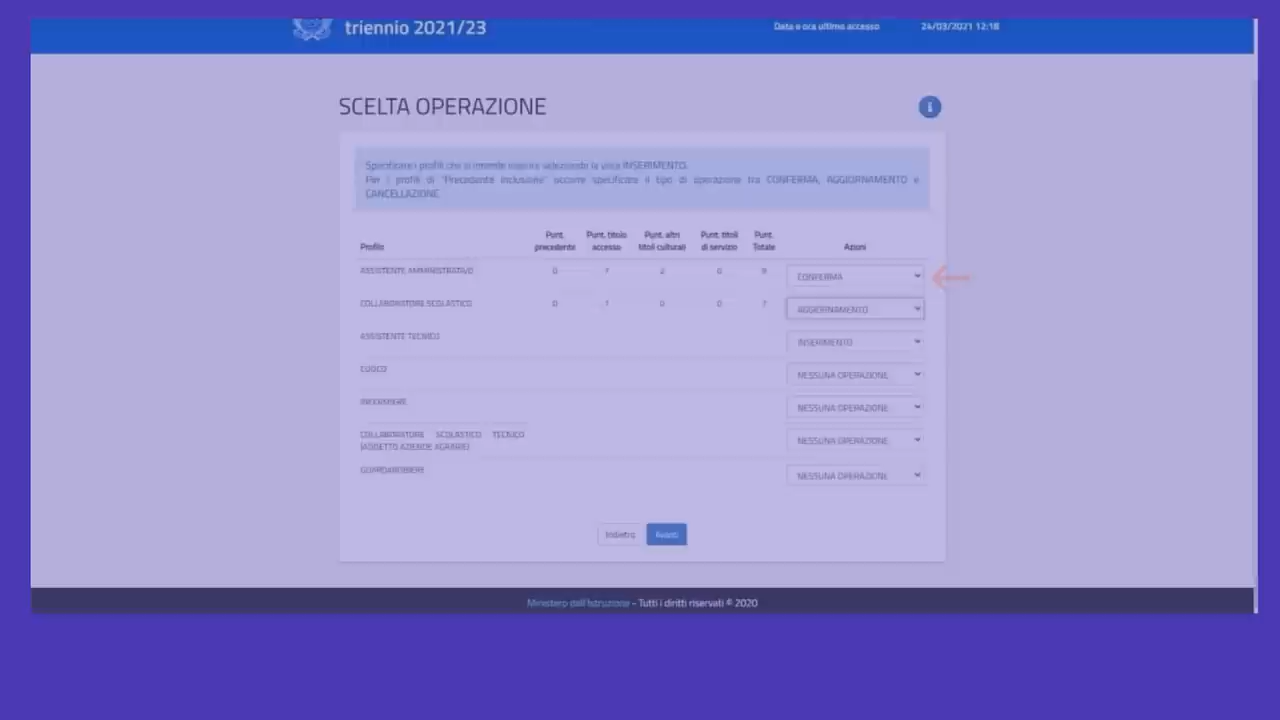 triennio 2021/23
Data e ora ultimo accesso 24/03/2021 12:18
SCELTA OPERAZIONE
Specificare i profili che si intende inserire selezionando la voce INSERIMENTO.
Per i profili di "Precedente Inclusione" occorre specificare il tipo di operazione tra CONFERMA, AGGIORNAMENTO e
CANCELLAZIONE.
Profilo Punt. precedente Punt. titolo accesso Punt. altri titoli culturali Punt. titoli di servizio Punt. Totale Azioni
ASSISTENTE AMMINISTRATIVO 0 7 2 0 9 CONFERMA
COLLABORATORE SCOLASTICO 0 7 0 0 7 AGGIORNAMENTO
ASSISTENTE TECNICO INSERIMENTO
CUOCO NESSUNA OPERAZIONE
INFERMIERE NESSUNA OPERAZIONE
COLLABORATORE SCOLASTICO TECNICO
(ADDETTO AZIENDE AGRARIE) NESSUNA OPERAZIONE
GUARDAROBIERE NESSUNA OPERAZIONE
Indietro Avanti
Ministero dell'Istruzione - Tutti i diritti riservati © 2020